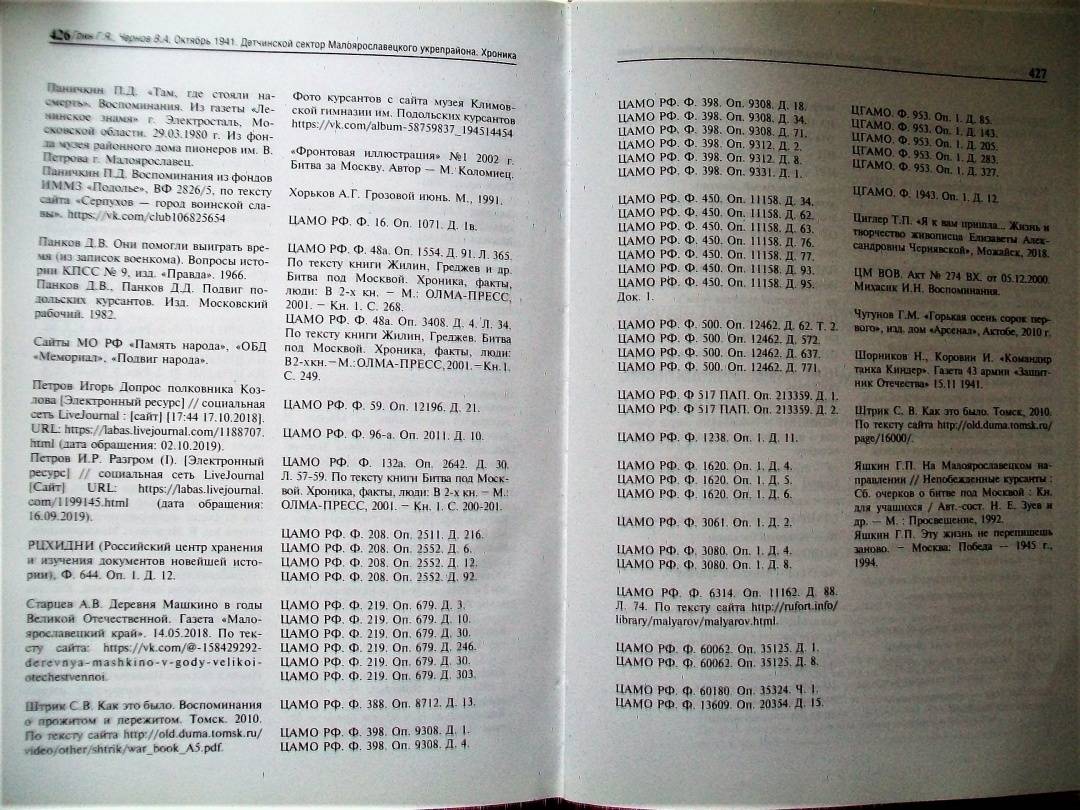 426
Г.Я., Чернов В.А. Октябрь 1941. Детчинской сектор Малоярославецкого укрепрайона. Хроника
Паничкин П.Д. «Там, где стояли на-
смерть». Воспоминания. Из газеты «Ле-
нинское знамя» г. Электросталь, Мо-
сковской области. 29.03.1980 г. Из фон-
да музея районного дома пионеров им. В.
Петрова г. Малоярославец.
Паничкин П.Д. Воспоминания из фондов
ИММЗ «Подолье», ВФ 2826/5, по тексту
сайта «Серпухов — город воинской сла-
вы». https://vk.com/club106825654
Панков Д.В. Они помогли выиграть вре-
мя (из записок военкома). Вопросы исто-
рии КПСС № 9, изд. «Правда». 1966.
Панков Д.В., Панков Д.Д. Подвиг по-
дольских курсантов. Изд. Московский
рабочий. 1982.
Сайты МО РФ «Память народа», «ОБД
«Мемориал», «Подвиг народа».
Петров Игорь Допрос полковника Коз-
лова [Электронный ресурс] // социальная
сеть LiveJournal : [сайт] [17:44 17.10.2018].
URL: https://labas.livejournal.com/1188707.
html (дата обращения: 02.10.2019).
Петров И.Р. Разгром (I). [Электронный
ресурс] // социальная сеть LiveJournal
[Сайт] URL: https://labas.livejournal.
com/1199145.html (дата обращения:
16.09.2019).
РЦХИДНИ (Российский центр хранения
и изучения документов новейшей исто-
рии), Ф. 644. Оп. 1. Д. 12.
Старцев А.В. Деревня Машкино в годы
Великой Отечественной. Газета «Мало-
ярославецкий край». 14.05.2018. По тек-
сту сайта: https://vk.com/@-158429292-
derevnya-mashkino-v-gody-velikoi-
otechestvennoi.
Штрик С.В. Как это было. Воспоминания
о прожитом и пережитом. Томск. 2010.
По тексту сайта http://old.duma.tomsk.ru/
video/other/shtrik/war_book_A5.pdf.
Фото курсантов с сайта музея Климов-
ской гимназии им. Подольских курсантов
https://vk.com/album-58759837_194514454
«Фронтовая иллюстрация» №1 2002 г.
Битва за Москву. Автор — М. Коломиец.
Хорьков А.Г. Грозовой июнь. М., 1991.
ЦАМО РФ. Ф. 16. Оп. 1071. Д. 1в.
ЦАМО РФ. Ф. 48а. Оп. 1554. Д. 91. Л. 365.
По тексту книги Жилин, Греджев и др.
Битва под Москвой. Хроника, факты,
люди: В 2-х кн. – М.: ОЛМА-ПРЕСС,
2001. – Кн. 1. С. 268.
ЦАМО РФ. Ф. 48а. Оп. 3408. Д. 4. Л. 34.
По тексту книги Жилин, Греджев. Битва
под Москвой. Хроника, факты, люди:
В 2-х кн. – М.: ОЛМА-ПРЕСС, 2001. – Кн. 1.
С. 249.
ЦАМО РФ. Ф. 59. Оп. 12196. Д. 21.
ЦАМО РФ. Ф. 96-а. Оп. 2011. Д. 10.
ЦАМО РФ. Ф. 132а. Оп. 2642. Д. 30.
Л. 57-59. По тексту книги Битва под Моск-
вой. Хроника, факты, люди: В 2-х кн – М.:
ОЛМА-ПРЕСС, 2001. – Кн. 1. С. 200-201.
ЦАМО РФ. Ф. 208. Оп. 2511. Д. 216.
ЦАМО РФ. Ф. 208. Оп. 2552. Д. 6.
ЦАМО РФ. Ф. 208. Оп. 2552. Д. 12.
ЦАМО РФ. Ф. 208. Оп. 2552. Д. 92.
ЦАМО РФ. Ф. 219. Оп. 679. Д. 3.
ЦАМО РФ. Ф. 219. Оп. 679. Д. 10.
ЦАМО РФ. Ф. 219. Оп. 679. Д. 30.
ЦАМО РФ. Ф. 219. Оп. 679. Д. 246.
ЦАМО РФ. Ф. 219. Оп. 679. Д. 30.
ЦАМО РФ. Ф. 219. Оп. 679. Д. 303.
ЦАМО РФ. Ф. 388. Оп. 8712. Д. 13.
ЦАМО РФ. Ф. 398. Оп. 9308. Д. 1.
ЦАМО РФ. Ф. 398. Оп. 9308. Д. 4.
427
ЦАМО РФ. Ф. 398. Оп. 9308. Д. 18.
ЦАМО РФ. Ф. 398. Оп. 9308. Д. 34.
ЦАМО РФ. Ф. 398. Оп. 9308. Д. 71.
ЦАМО РФ. Ф. 398. Оп. 9312. Д. 2.
ЦАМО РФ. Ф. 398. Оп. 9312. Д. 8.
ЦАМО РФ. Ф. 398. Оп. 9331. Д. 1.
ЦАМО РФ. Ф. 450. Оп. 11158. Д. 34.
ЦАМО РФ. Ф. 450. Оп. 11158. Д. 62.
ЦАМО РФ. Ф. 450. Оп. 11158. Д. 63.
ЦАМО РФ. Ф. 450. Оп. 11158. Д. 76.
ЦАМО РФ. Ф. 450. Оп. 11158. Д. 77.
ЦАМО РФ. Ф. 450. Оп. 11158. Д. 93.
ЦАМО РФ. Ф. 450. Оп. 11158. Д. 95.
Док. 1.
ЦАМО РФ. Ф. 500. Оп. 12462. Д. 62. Т. 2.
ЦАМО РФ. Ф. 500. Оп. 12462. Д. 572.
ЦАМО РФ. Ф. 500. Оп. 12462. Д. 637.
ЦАМО РФ. Ф. 500. Оп. 12462. Д. 771.
ЦАМО РФ. Ф 517 ПАП. Оп. 213359. Д. 1.
ЦАМО РФ. Ф 517 ПАП. Оп. 213359. Д. 2.
ЦАМО РФ. Ф. 1238. Оп. 1. Д. 11.
ЦАМО РФ. Ф. 1620. Оп. 1. Д. 4.
ЦАМО РФ. Ф. 1620. Оп. 1. Д. 5.
ЦАМО РФ. Ф. 1620. Оп. 1. Д. 6.
ЦАМО РФ. Ф. 3061. Оп. 1. Д. 2.
ЦАМО РФ. Ф. 3080. Оп. 1. Д. 4.
ЦАМО РФ. Ф. 3080. Оп. 1. Д. 8.
ЦАМО РФ. Ф. 6314. Оп. 11162. Д. 88.
Л. 74. По тексту сайта http://rufort.info/
library/malyarov/malyarov.html.
ЦАМО РФ. Ф. 60062. Оп. 35125. Д. 1.
ЦАМО РФ. Ф. 60062. Оп. 35125. Д. 8.
ЦАМО РФ. Ф. 60180. Оп. 35324. Ч. 1.
ЦАМО РФ. Ф. 13609. Оп. 20354. Д. 15.
ЦГАМО. Ф. 953. Оп. 1. Д. 85.
ЦГАМО. Ф. 953. Оп. 1. Д. 143.
ЦГАМО. Ф. 953. Оп. 1. Д. 205.
ЦГАМО. Ф. 953. Оп. 1. Д. 283.
ЦГАМО. Ф. 953. Оп. 1. Д. 327.
ЦГАМО. Ф. 1943. Оп. 1. Д. 12.
Циглер Т.П. «Я к вам пришла... Жизнь и
творчество живописца Елизаветы Алек-
сандровны Чернявской», Можайск, 2018.
ЦМ ВОВ. Акт № 274 ВХ. от 05.12.2000.
Михасик И.Н. Воспоминания.
Чугунов Г.М. «Горькая осень сорок пер-
вого», изд. дом «Арсенал», Актобе, 2010 г.
Шорников Н., Коровин И. «Командир
танка Киндер». Газета 43 армии «Защит-
ник Отечества» 15.11 1941.
Штрик С. В. Как это было. Томск, 2010.
По тексту сайта http://old.duma.tomsk.ru/
page/16000/.
Яшкин Г.П. На Малоярославецком на-
правлении // Непобежденные курсанты :
Сб. очерков о битве под Москвой : Кн.
для учащихся / Авт.-сост. Н. Е. Зуев и
др. — М. : Просвещение, 1992.
Яшкин Г.П. Эту жизнь не перепишешь
заново. – Москва: Победа — 1945 г.,
1994.